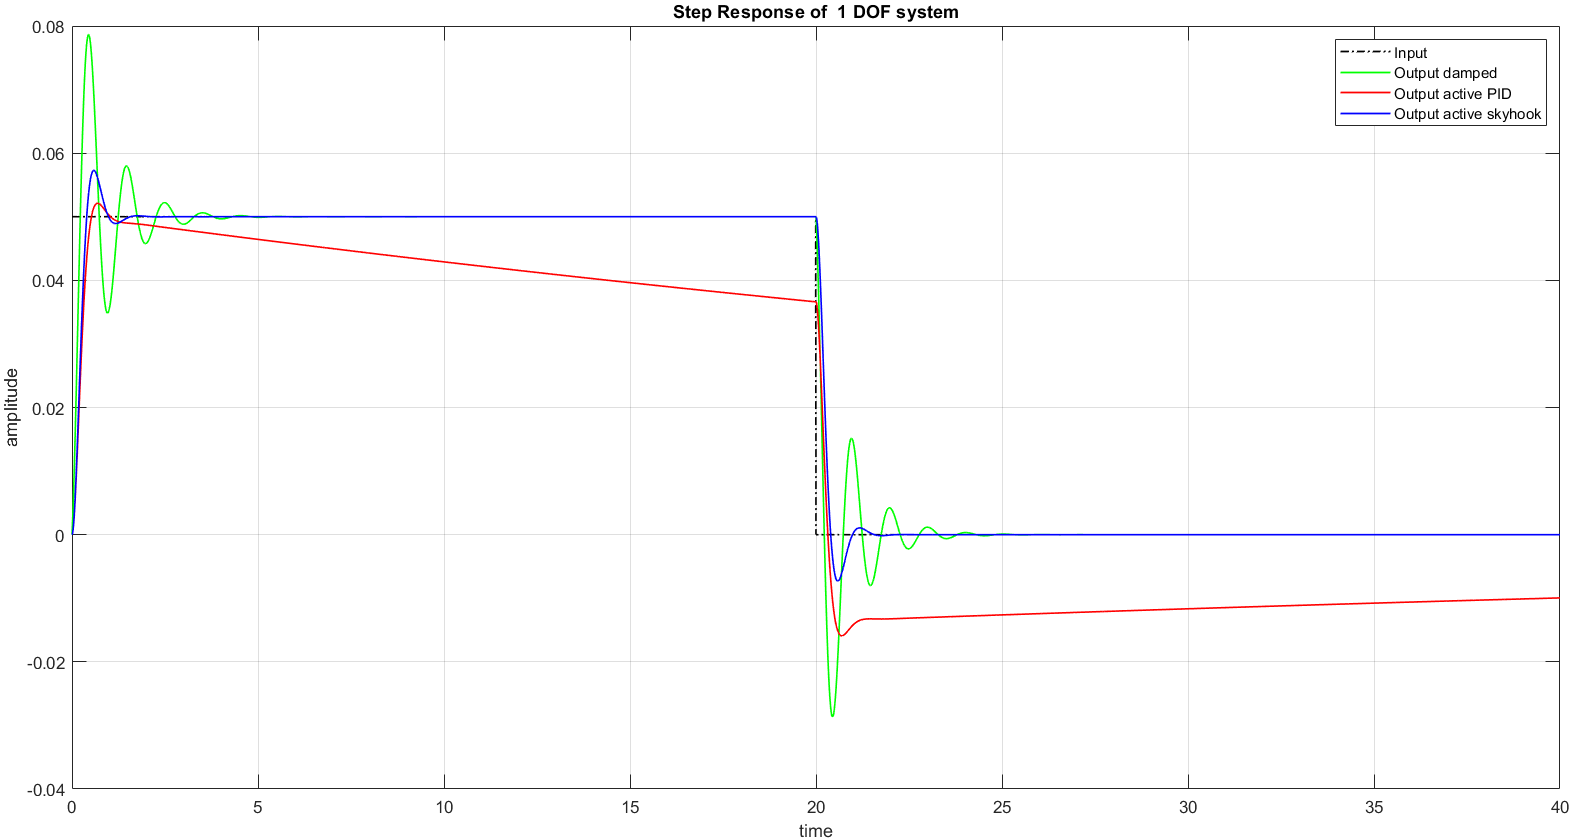 Step Response of 1 DOF system
Input
Output damped
Output active PID
Output active skyhook
0.08
0.06
0.04
0.02
0
-0.02
-0.04
amplitude
0 5 10 15 20 25 30 35 40
time